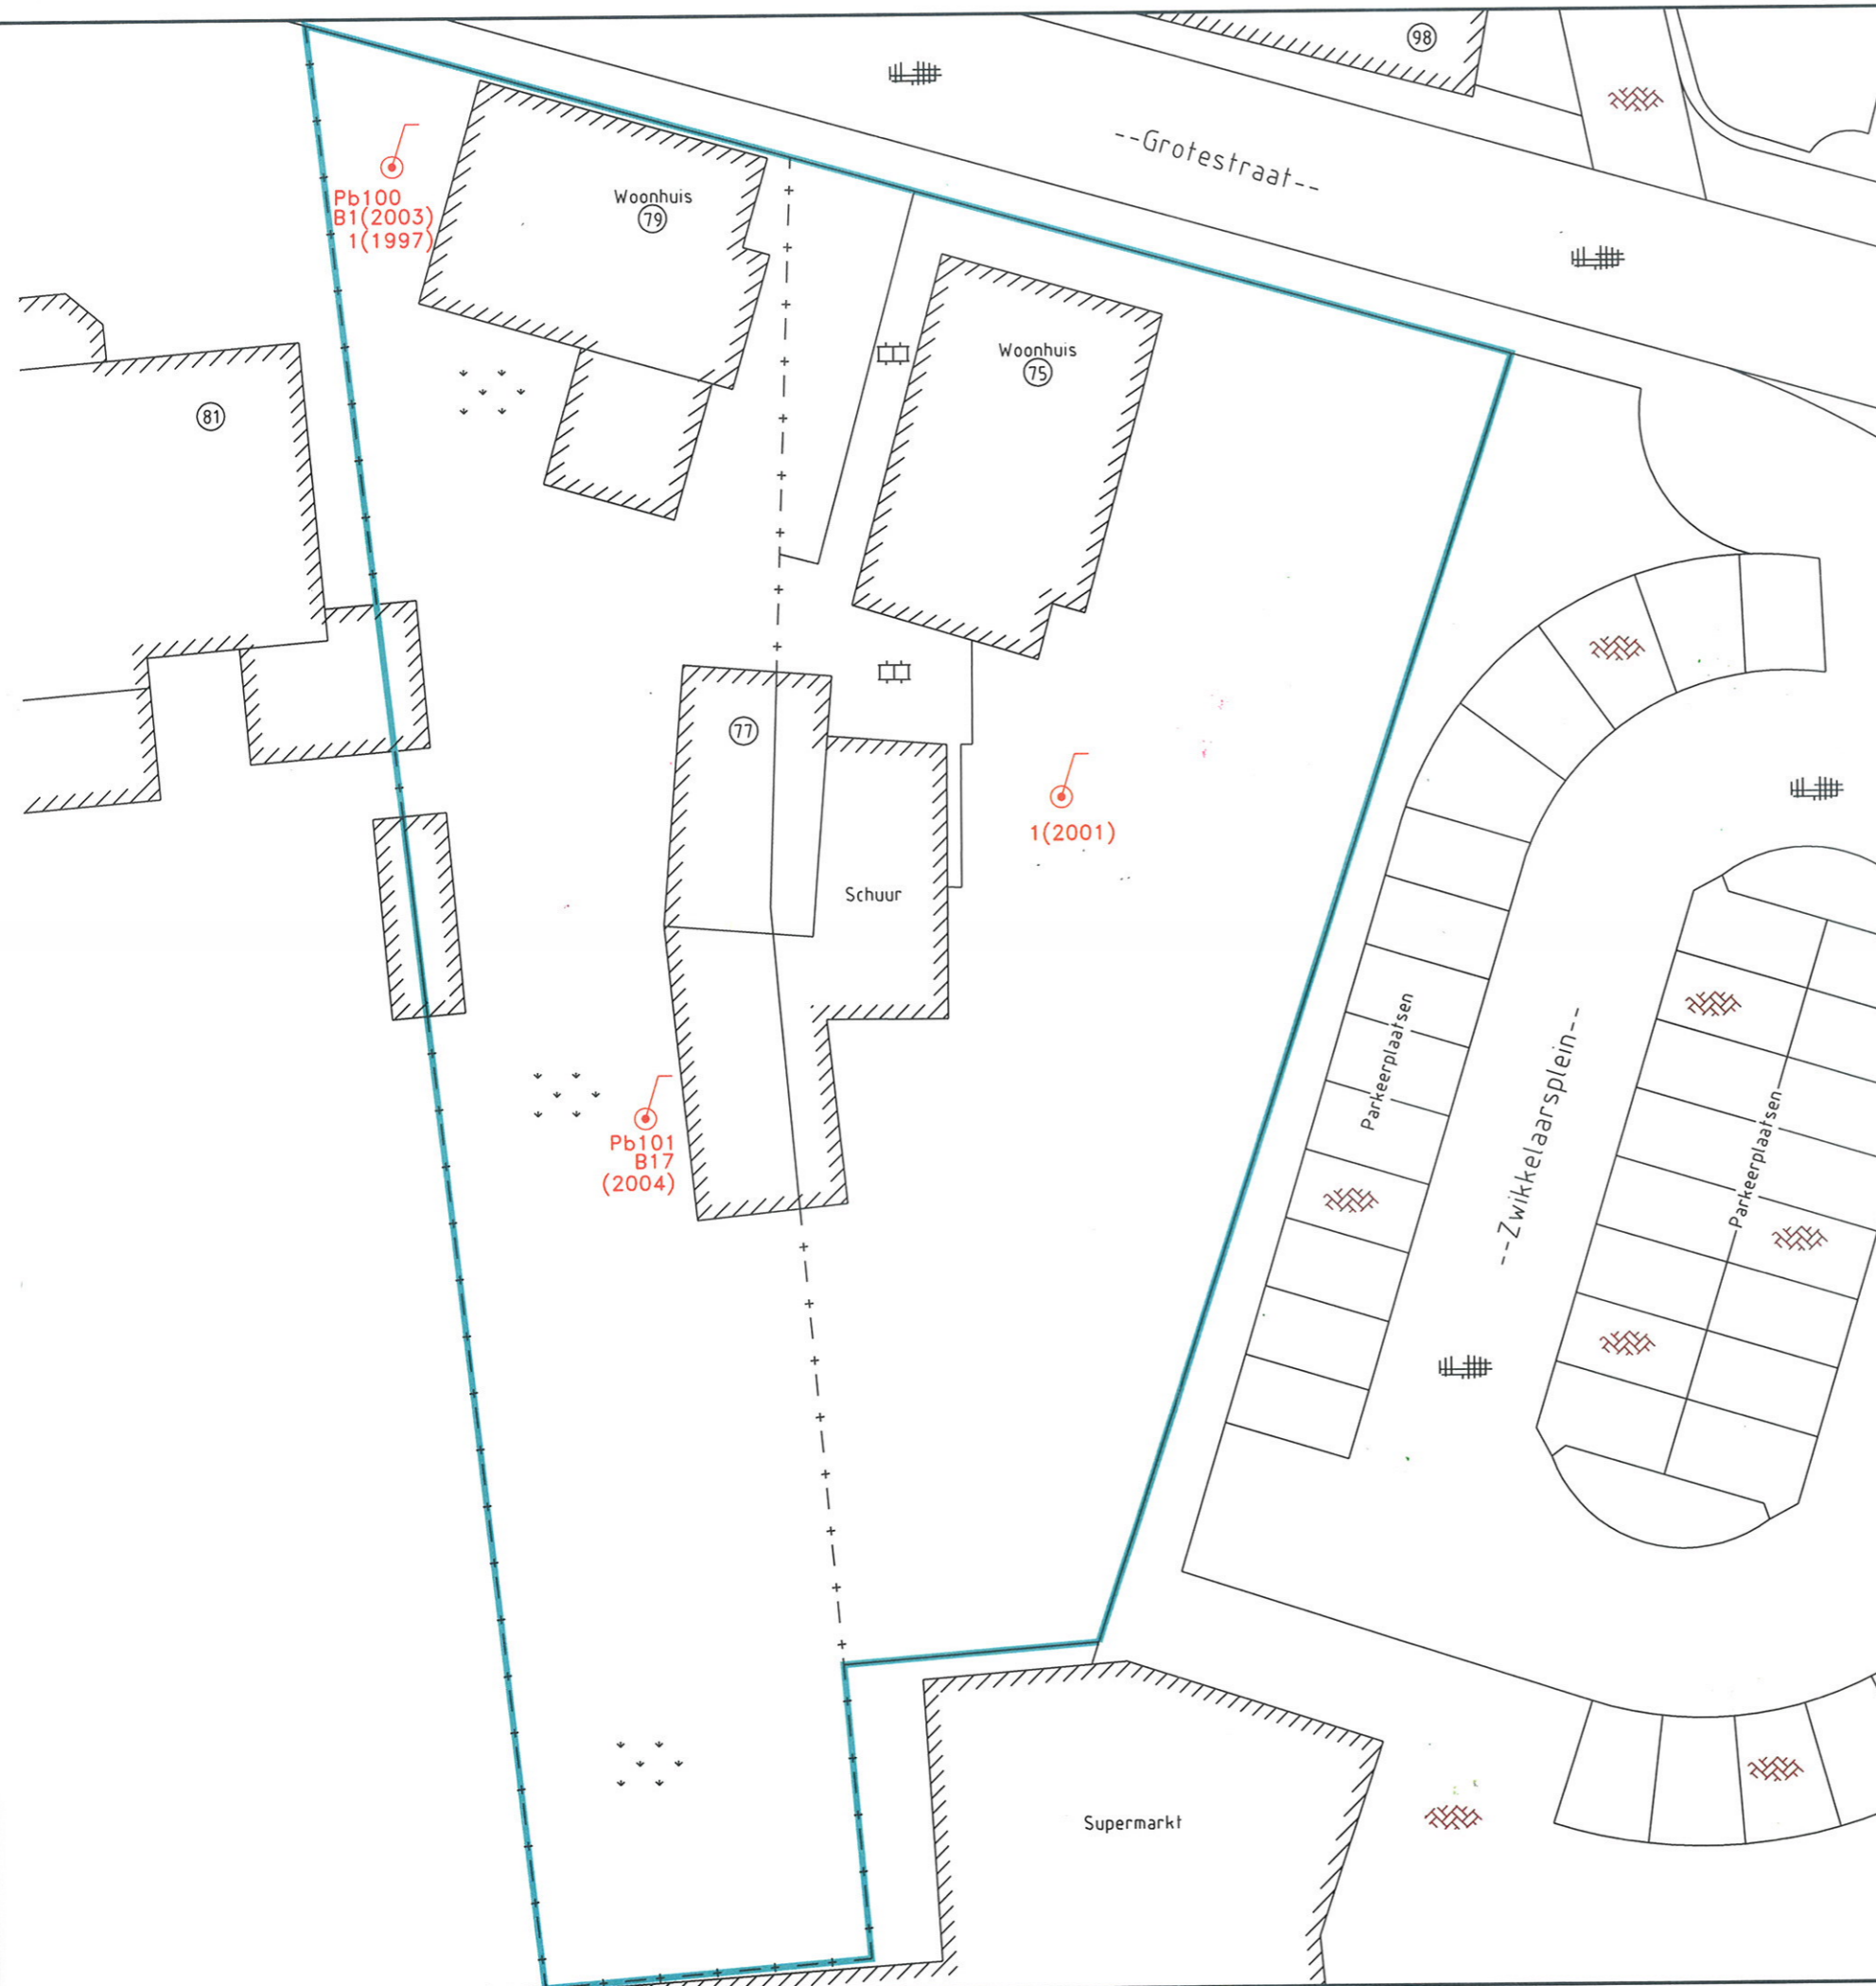 98
--Grotestraat--
Pb100
B1(2003)
1(1997)
Woonhuis
79
Woonhuis
75
81
77
1(2001)
Schuur
Parkeerplaatsen
--Zwikkelaarsplein--
Parkeerplaatsen
Pb101
B17
(2004)
Supermarkt